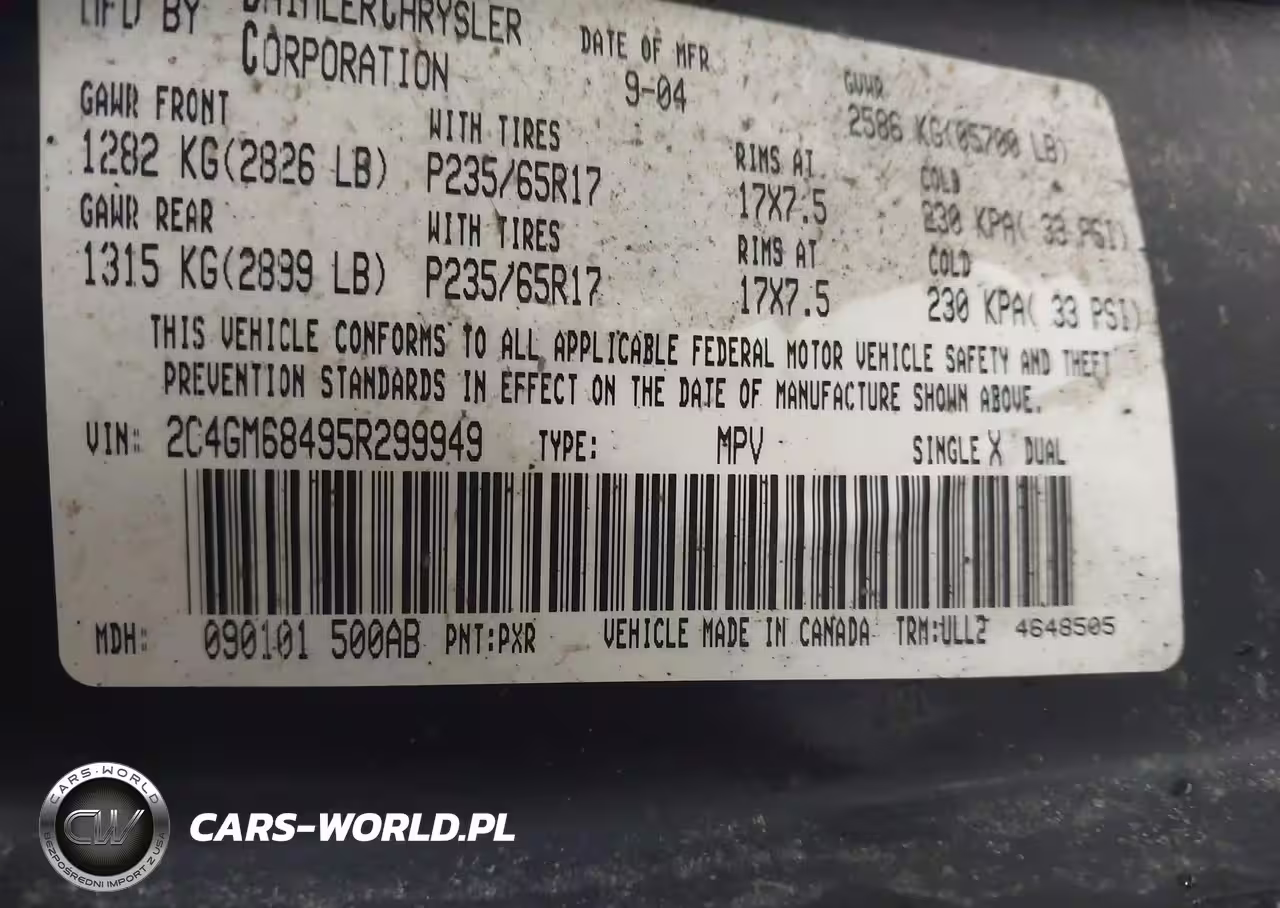 MFD BY DAIMLERCHRYSLER CORPORATION DATE OF MFR 9-04 GVWR 2586 KG(05700 LB)
GAWR FRONT WITH TIRES RIMS AT COLD
1282 KG(2826 LB) P235/65R17 17X7.5 230 KPA( 33 PSI)
GAWR REAR WITH TIRES RIMS AT COLD
1315 KG(2899 LB) P235/65R17 17X7.5 230 KPA( 33 PSI)
THIS VEHICLE CONFORMS TO ALL APPLICABLE FEDERAL MOTOR VEHICLE SAFETY AND THEFT
PREVENTION STANDARDS IN EFFECT ON THE DATE OF MANUFACTURE SHOWN ABOVE.
VIN: 2C4GM68495R299949 TYPE: MPV SINGLE X DUAL
MDH: 090101 500AB PNT:PXR VEHICLE MADE IN CANADA TRM:ULL2 4648505
CARS-WORLD
CW
BEZPOŚREDNI IMPORT Z USA
CARS-WORLD.PL